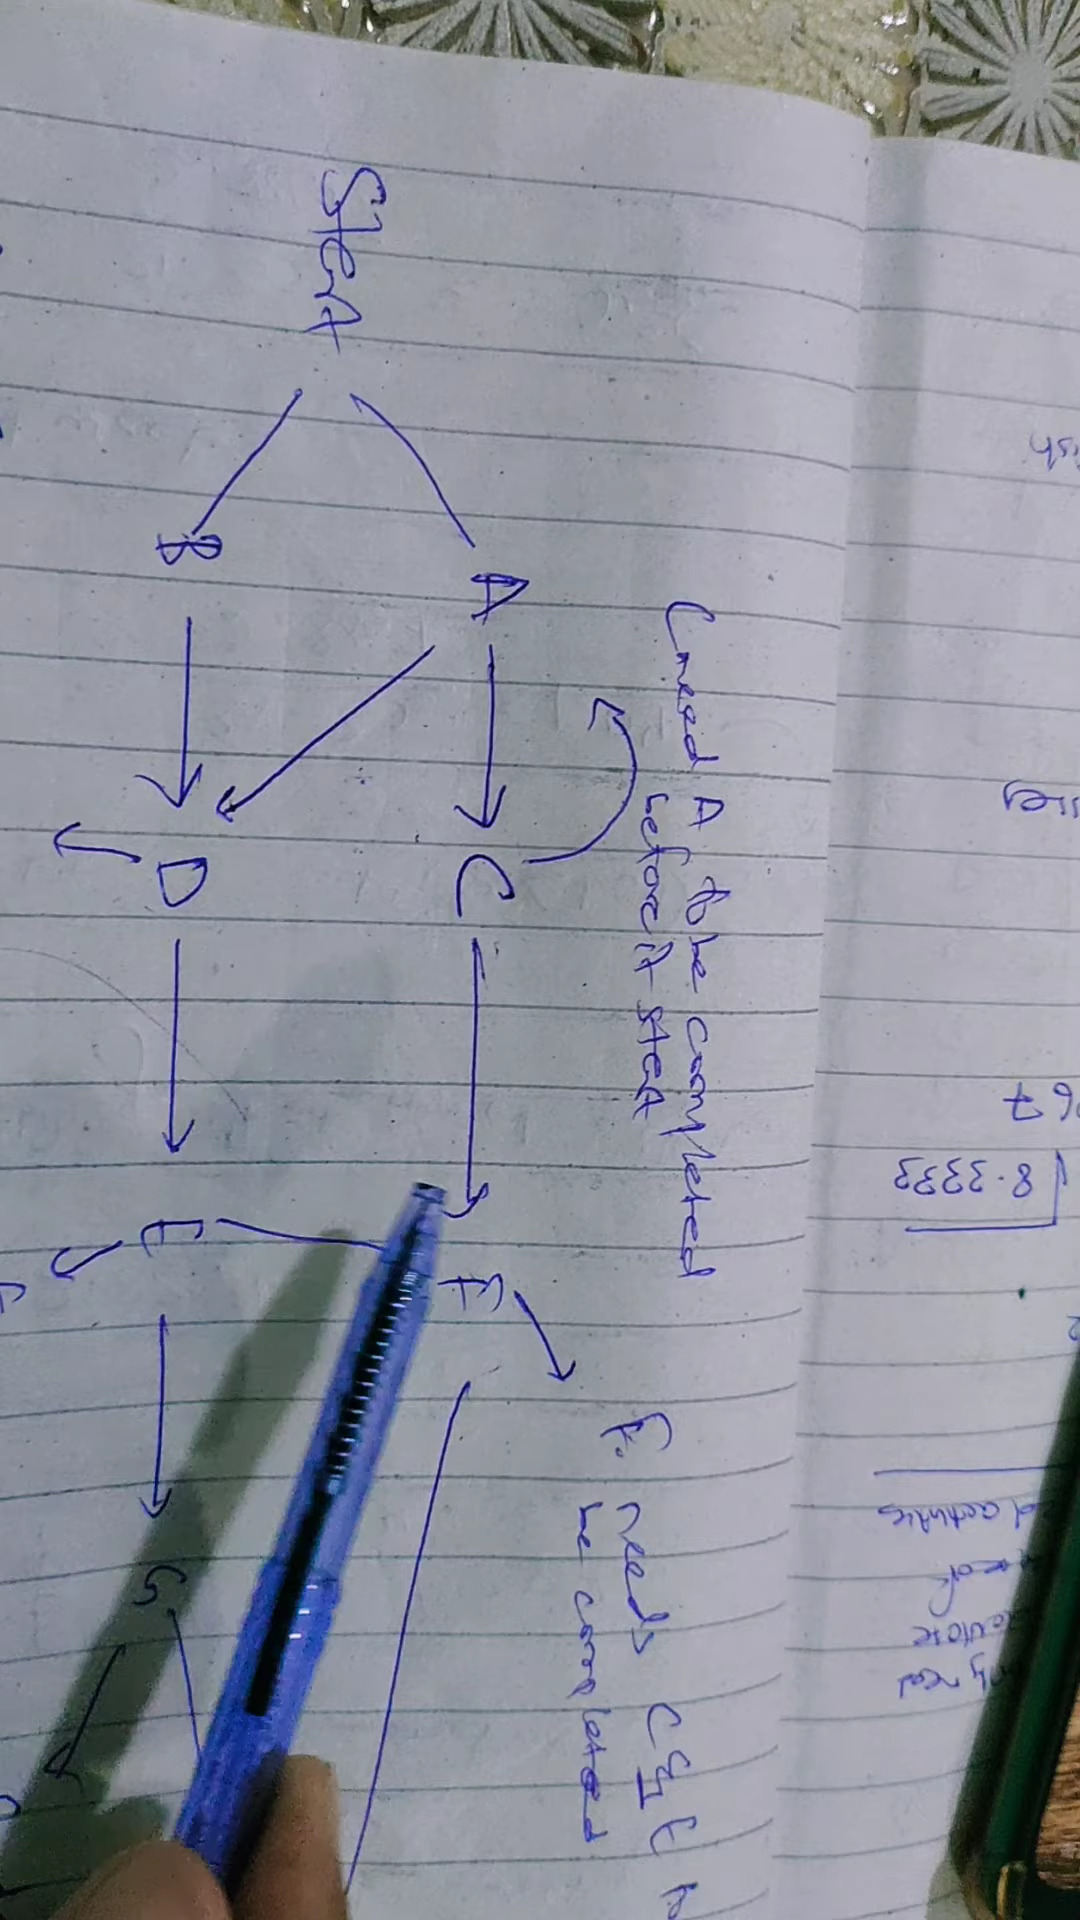 (need A to be completed
before it start
Start
A
C
F
F. needs C & E to
be completed
B
D
E
G
67
8.3333